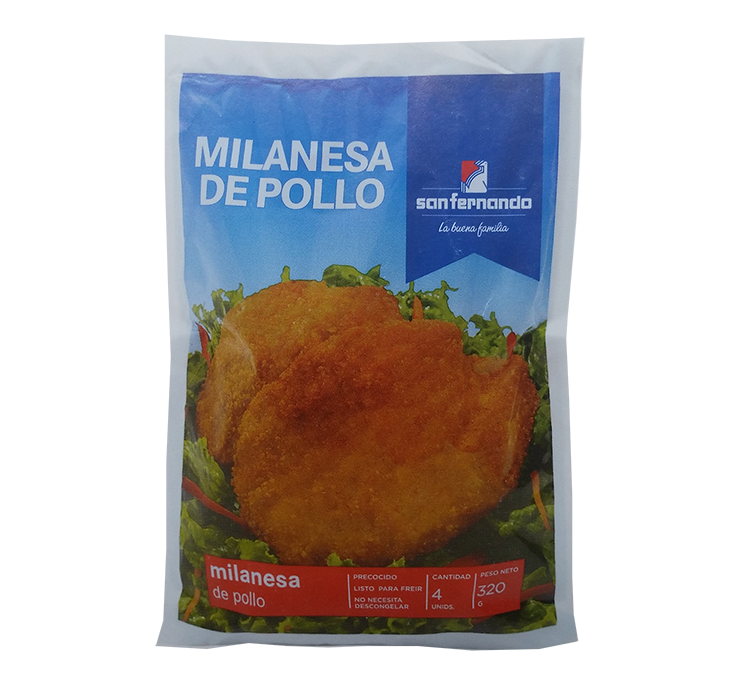 MILANESA
DE POLLO
sanfernando
La buena familia
milanesa
de pollo
PRECOCIDO
LISTO PARA FREIR
NO NECESITA
DESCONGELAR
CANTIDAD
4
UNIDS.
PESO NETO
320
G